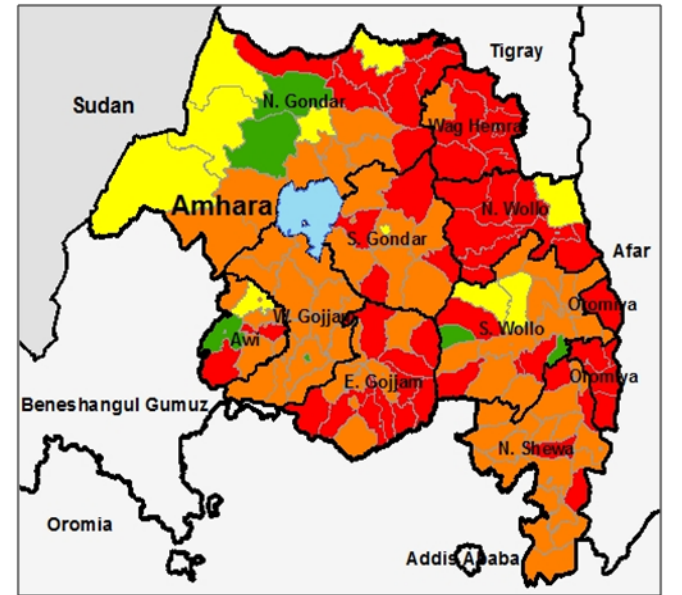 Tigray
Sudan
N. Gondar
Wag Hemra
Amhara
N. Wollo
S. Gondar
Afar
Oromiya
W. Gojjam
S. Wollo
Awi
Oromiya
E. Gojjam
Beneshangul Gumuz
N. Shewa
Oromia
Addis Ababa